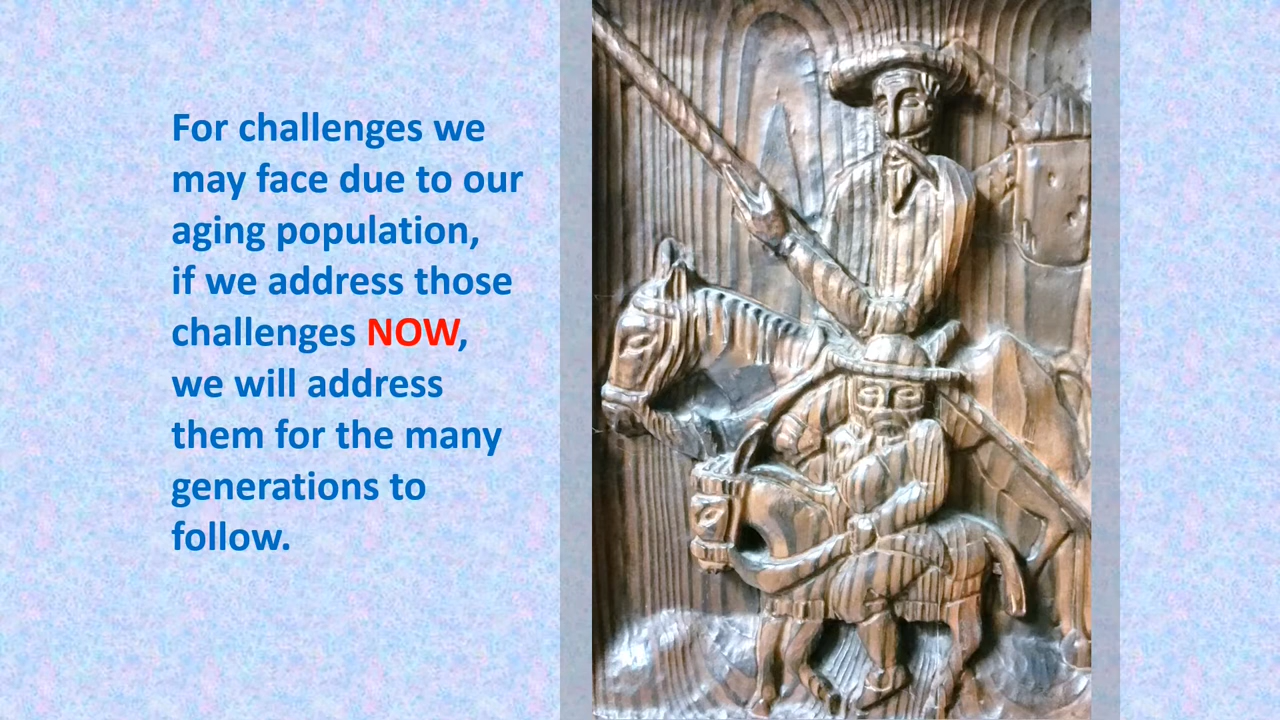 For challenges we
may face due to our
aging population,
if we address those
challenges NOW,
we will address
them for the many
generations to
follow.